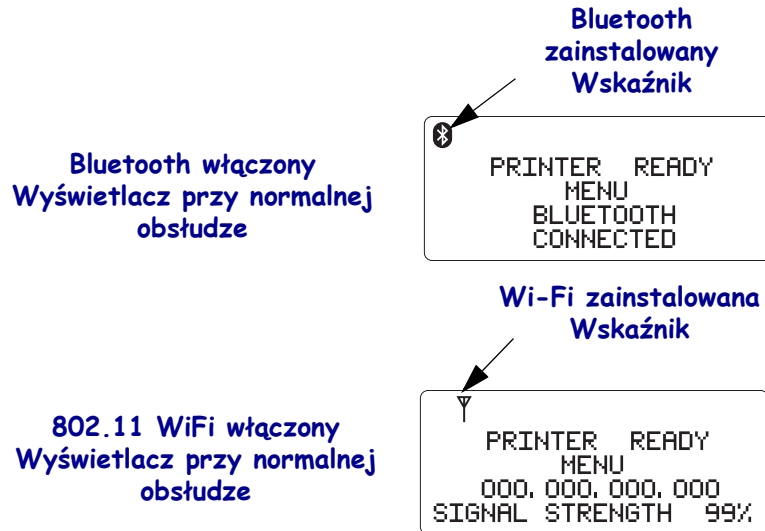 Bluetooth
zainstalowany
Wskaźnik
Bluetooth włączony
Wyświetlacz przy normalnej
obsłudze
PRINTER READY
MENU
BLUETOOTH
CONNECTED
Wi-Fi zainstalowana
Wskaźnik
802.11 WiFi włączony
Wyświetlacz przy normalnej
obsłudze
PRINTER READY
MENU
000. 000. 000. 000
SIGNAL STRENGTH 99%